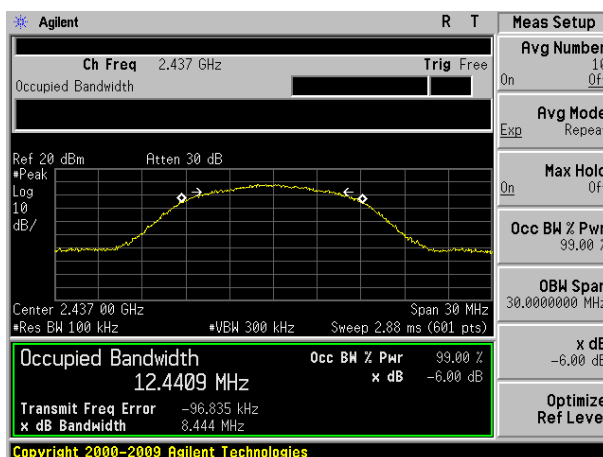 Agilent R T Meas Setup
Ch Freq 2.437 GHz Trig Free
Occupied Bandwidth
Ref 20 dBm Atten 30 dB
#Peak
Log
10
dB/
Center 2.437 00 GHz Span 30 MHz
#Res BW 100 kHz #VBW 300 kHz Sweep 2.88 ms (601 pts)
Occupied Bandwidth
12.4409 MHz
Occ BW % Pwr 99.00 %
x dB -6.00 dB
Transmit Freq Error -96.835 kHz
x dB Bandwidth 8.444 MHz
Copyright 2000-2009 Agilent Technologies
Avg Number
10
On Of
Avg Mode
Exp Repea
Max Hold
On Of
Occ BW % Pwr
99.00 %
OBW Span
30.0000000 MHz
x dB
-6.00 dB
Optimize
Ref Level